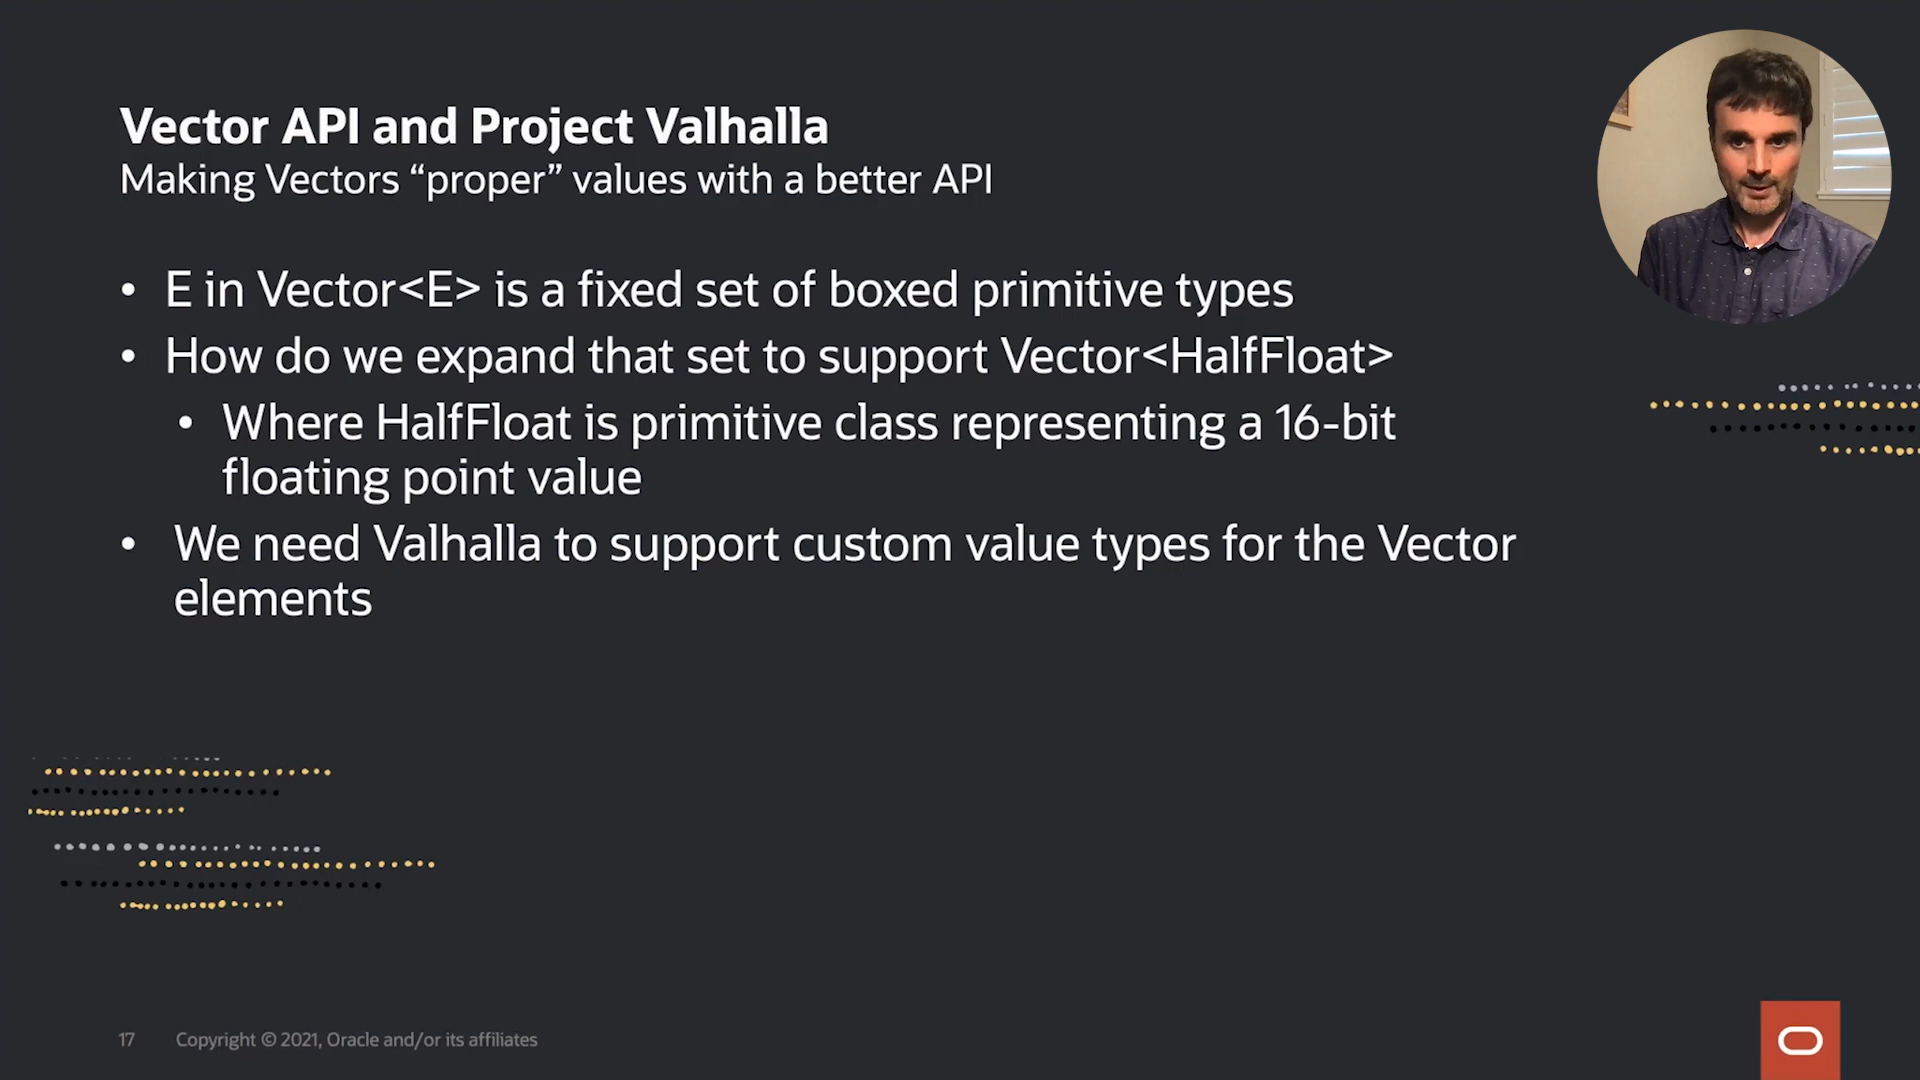 Vector API and Project Valhalla
Making Vectors “proper” values with a better API
• E in Vector<E> is a fixed set of boxed primitive types
• How do we expand that set to support Vector<HalfFloat>
• Where HalfFloat is primitive class representing a 16-bit
floating point value
• We need Valhalla to support custom value types for the Vector
elements
17 Copyright © 2021, Oracle and/or its affiliates